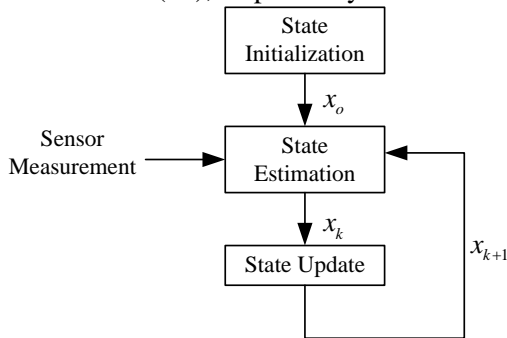 State
Initialization
x_o
Sensor
Measurement
State
Estimation
x_k
State Update
x_{k+1}